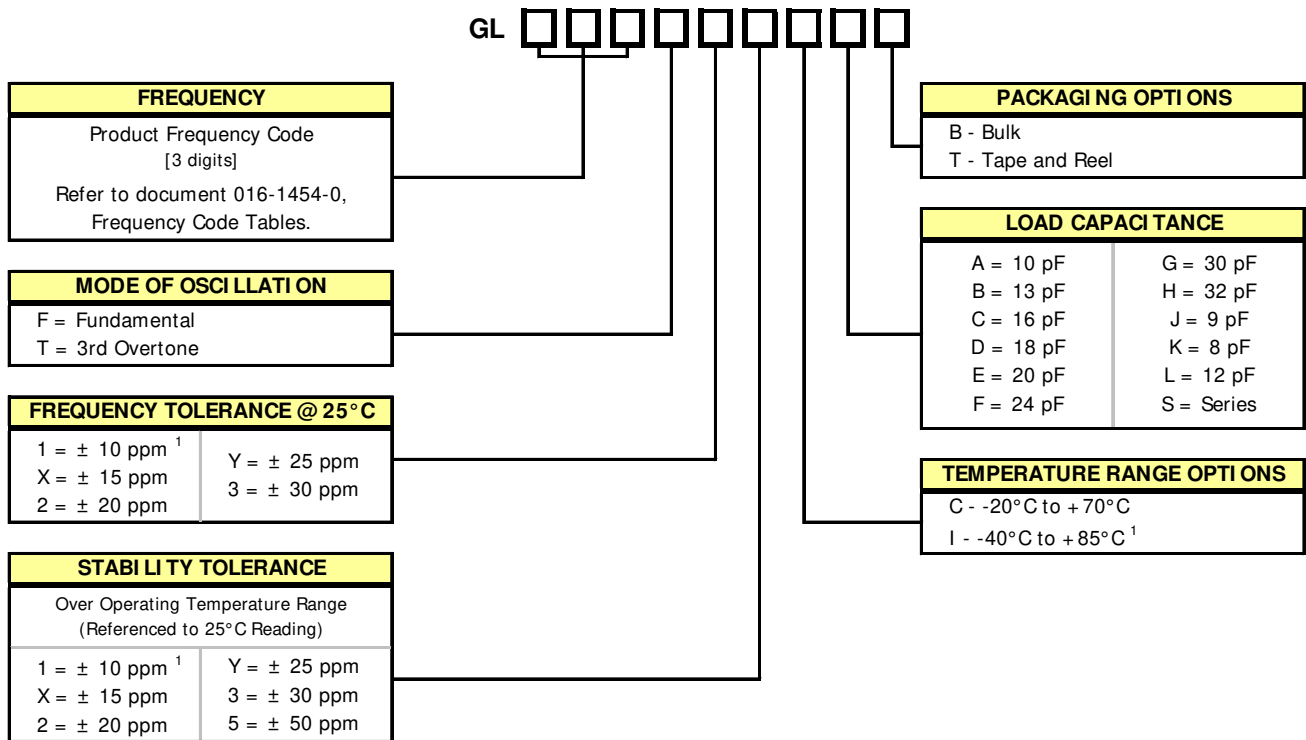 GL
FREQUENCY
Product Frequency Code
[3 digits]
Refer to document 016-1454-0,
Frequency Code Tables.
MODE OF OSCILLATION
F = Fundamental
T = 3rd Overtone
FREQUENCY TOLERANCE @ 25°C
1 = ± 10 ppm 1
X = ± 15 ppm
2 = ± 20 ppm
Y = ± 25 ppm
3 = ± 30 ppm
STABILITY TOLERANCE
Over Operating Temperature Range
(Referenced to 25°C Reading)
1 = ± 10 ppm 1
X = ± 15 ppm
2 = ± 20 ppm
Y = ± 25 ppm
3 = ± 30 ppm
5 = ± 50 ppm
PACKAGING OPTIONS
B - Bulk
T - Tape and Reel
LOAD CAPACITANCE
A = 10 pF
B = 13 pF
C = 16 pF
D = 18 pF
E = 20 pF
F = 24 pF
G = 30 pF
H = 32 pF
J = 9 pF
K = 8 pF
L = 12 pF
S = Series
TEMPERATURE RANGE OPTIONS
C - -20°C to +70°C
I - -40°C to +85°C 1